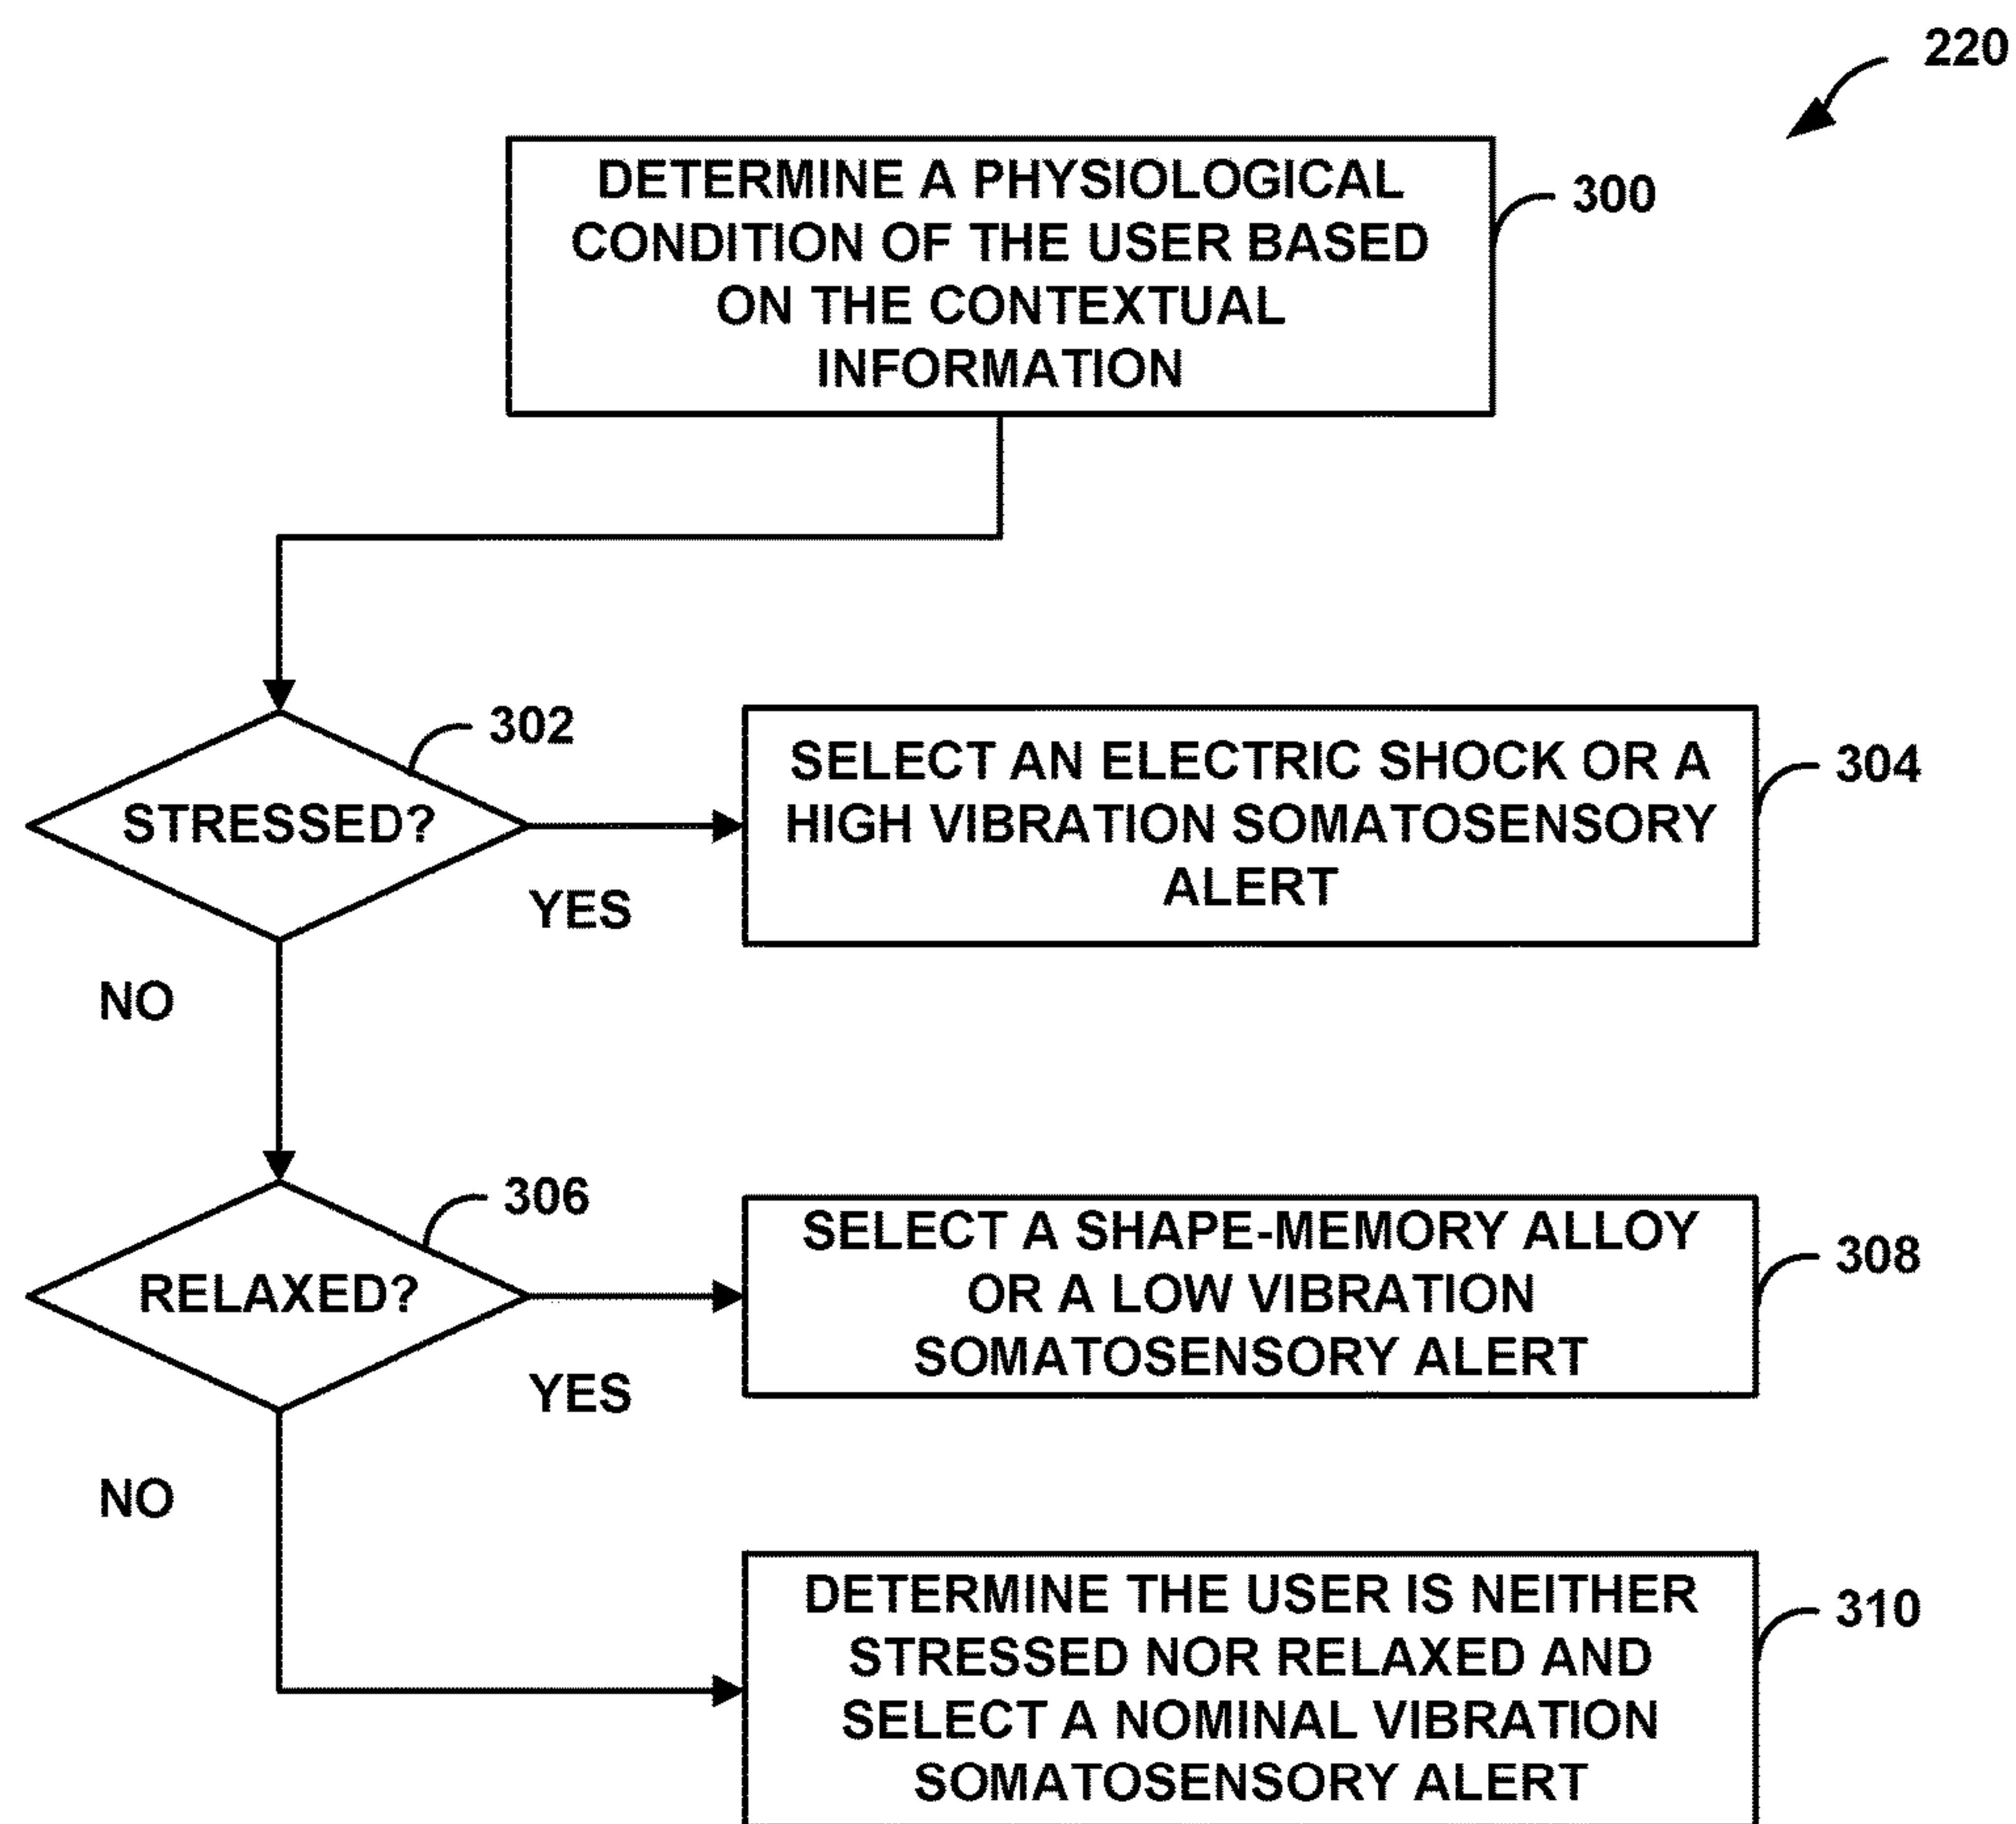 220
DETERMINE A PHYSIOLOGICAL
CONDITION OF THE USER BASED
ON THE CONTEXTUAL
INFORMATION
300
302
STRESSED?
YES
NO
SELECT AN ELECTRIC SHOCK OR A
HIGH VIBRATION SOMATOSENSORY
ALERT
304
306
RELAXED?
YES
NO
SELECT A SHAPE-MEMORY ALLOY
OR A LOW VIBRATION
SOMATOSENSORY ALERT
308
DETERMINE THE USER IS NEITHER
STRESSED NOR RELAXED AND
SELECT A NOMINAL VIBRATION
SOMATOSENSORY ALERT
310